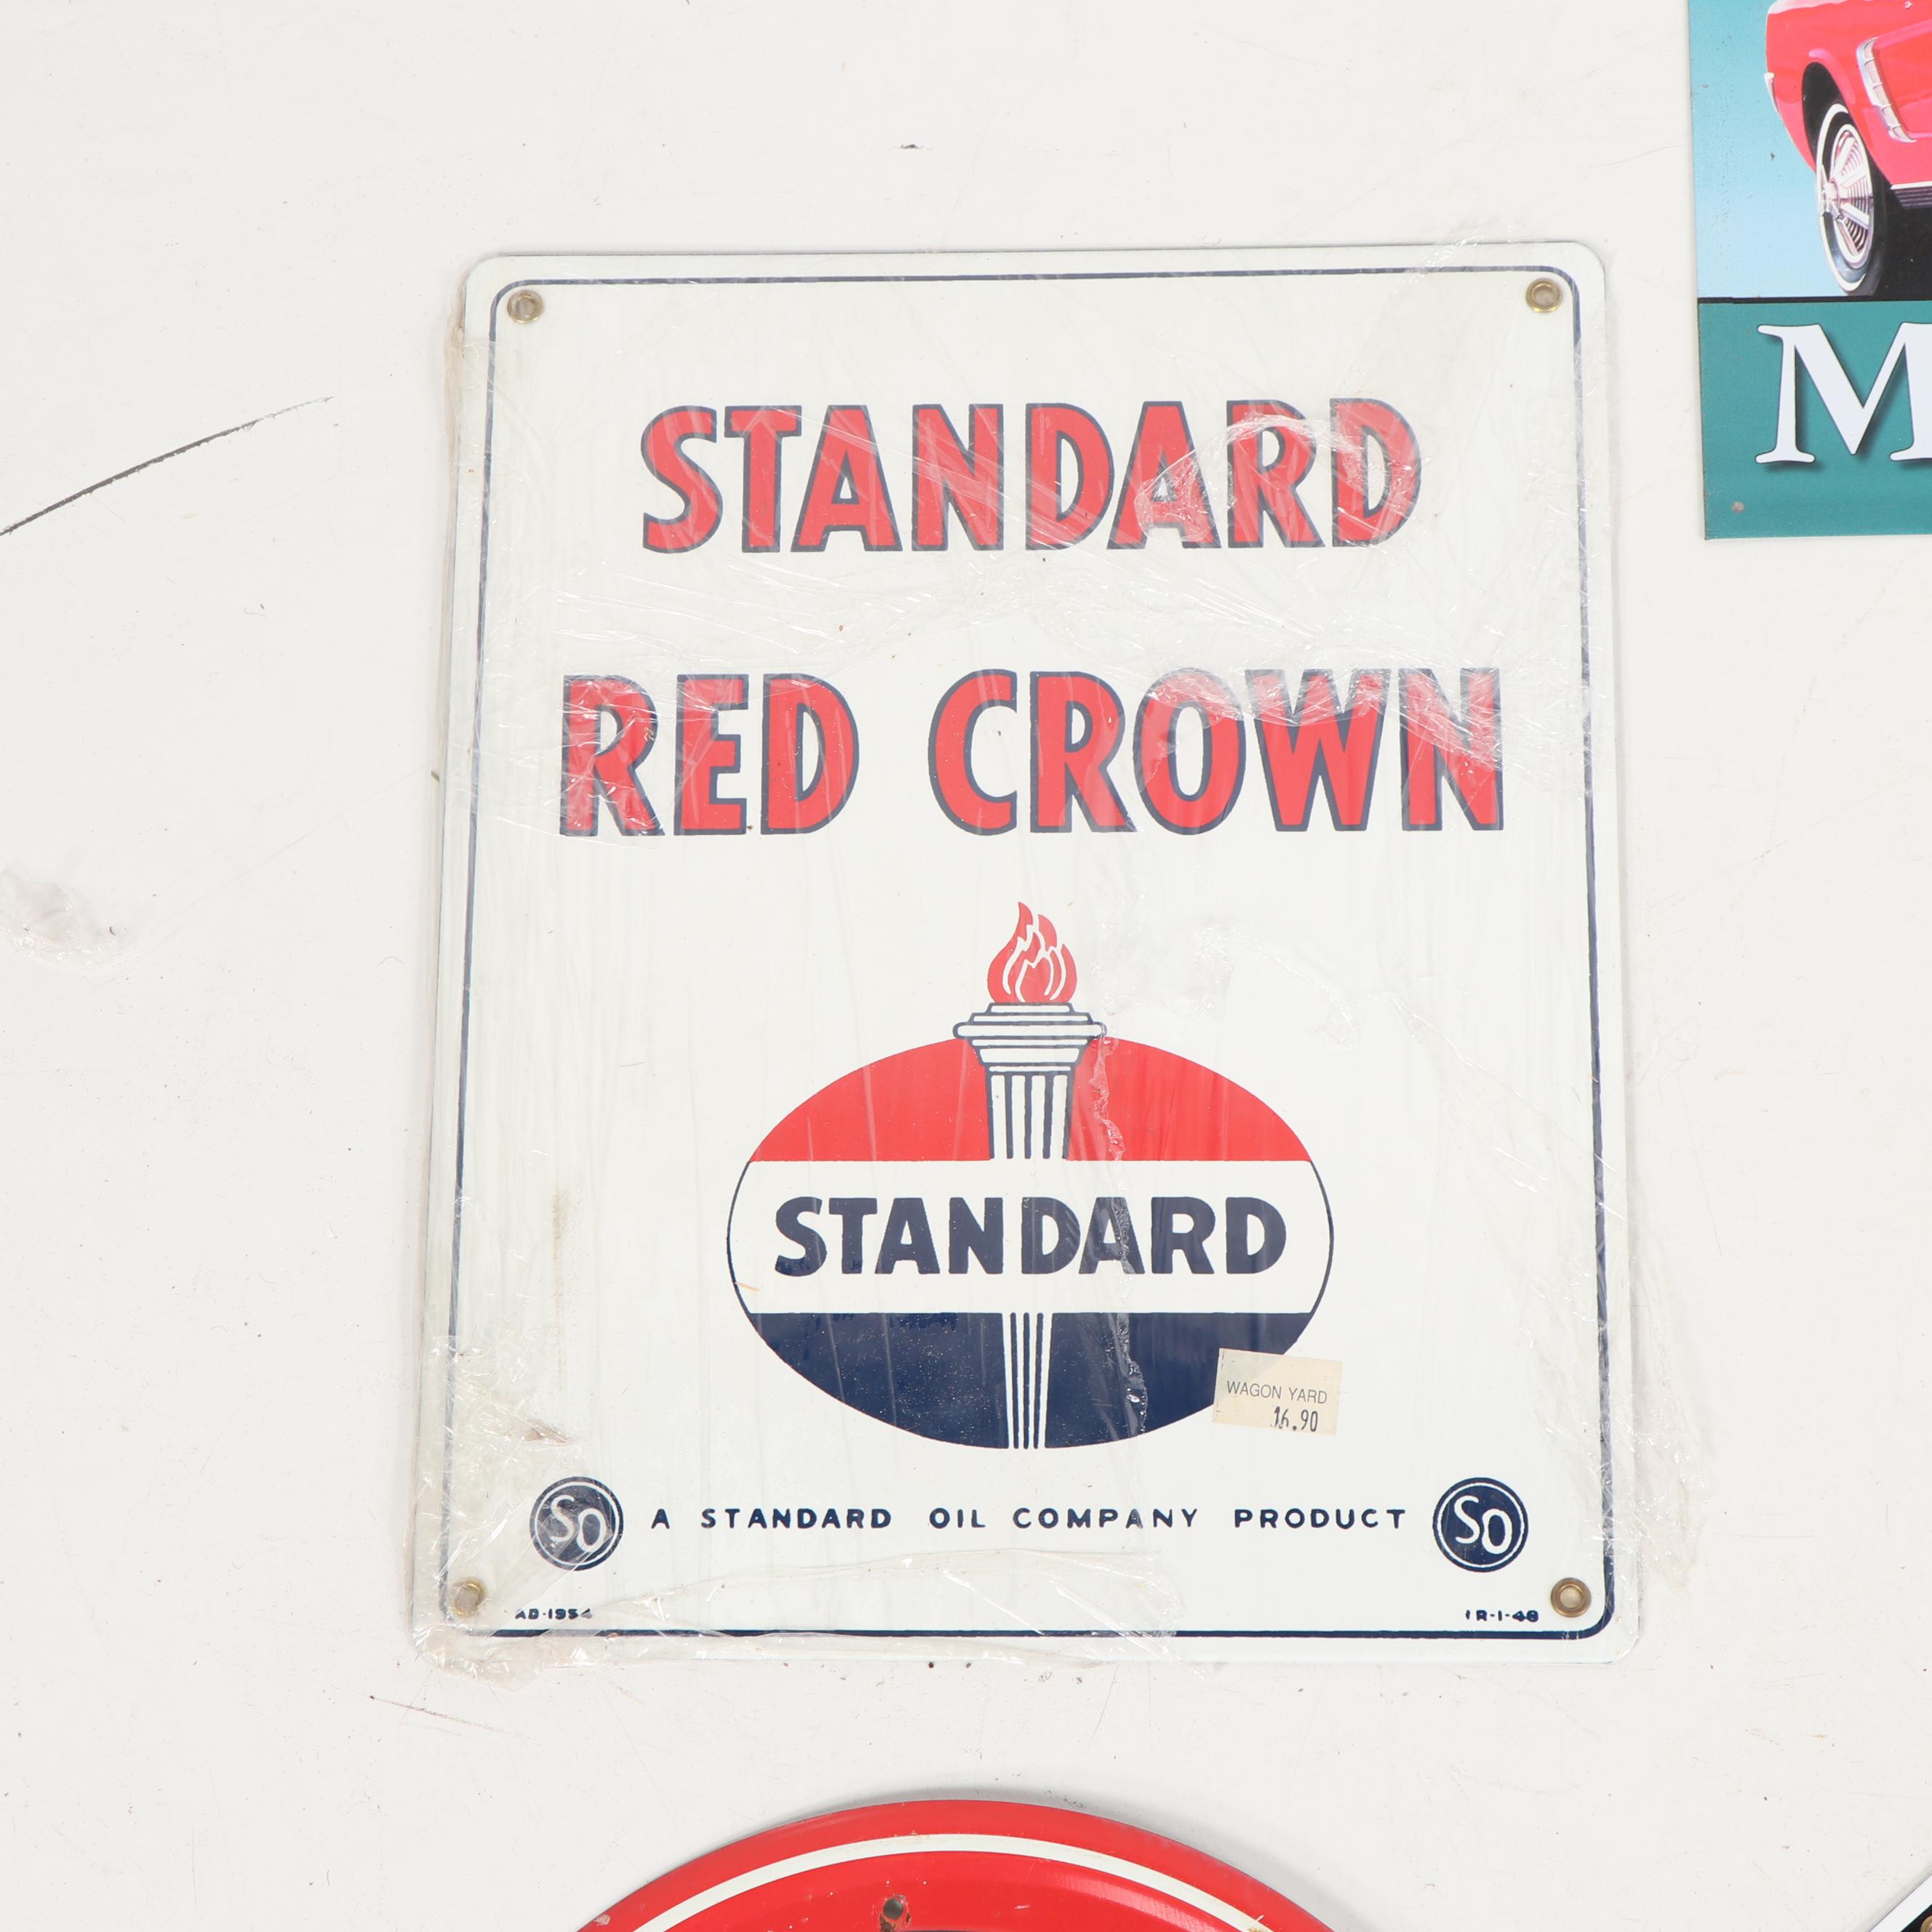 STANDARD
RED CROWN
STANDARD
WAGON YARD
16.90
SO A STANDARD OIL COMPANY PRODUCT SO
AD-1954
IR-1-48
M